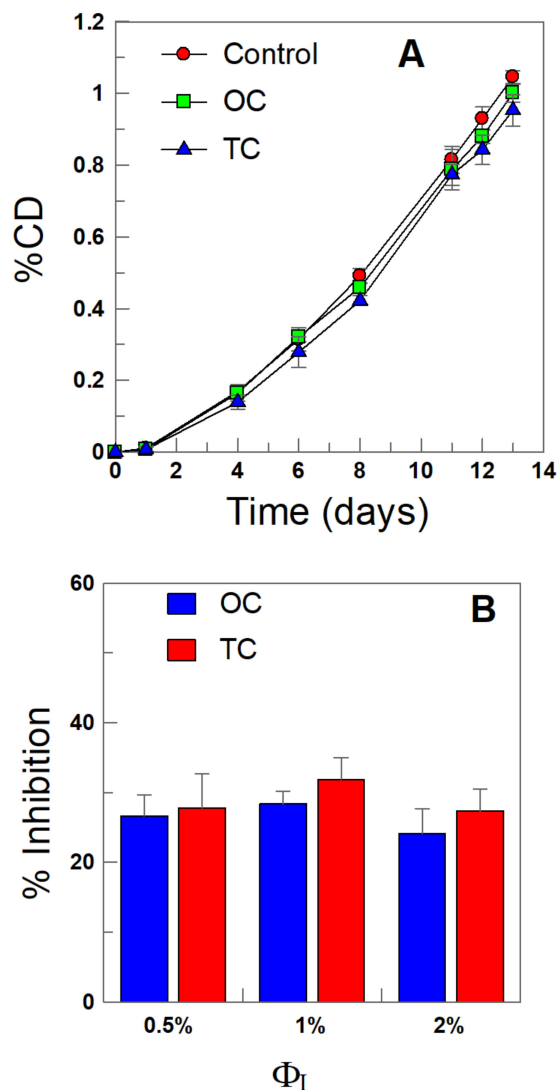 A
Control
OC
TC
1.2
1
0.8
0.6
0.4
0.2
0
%CD
0 2 4 6 8 10 12 14
Time (days)
B
OC
TC
60
40
20
0
% Inhibition
0.5% 1% 2%
Φ_I